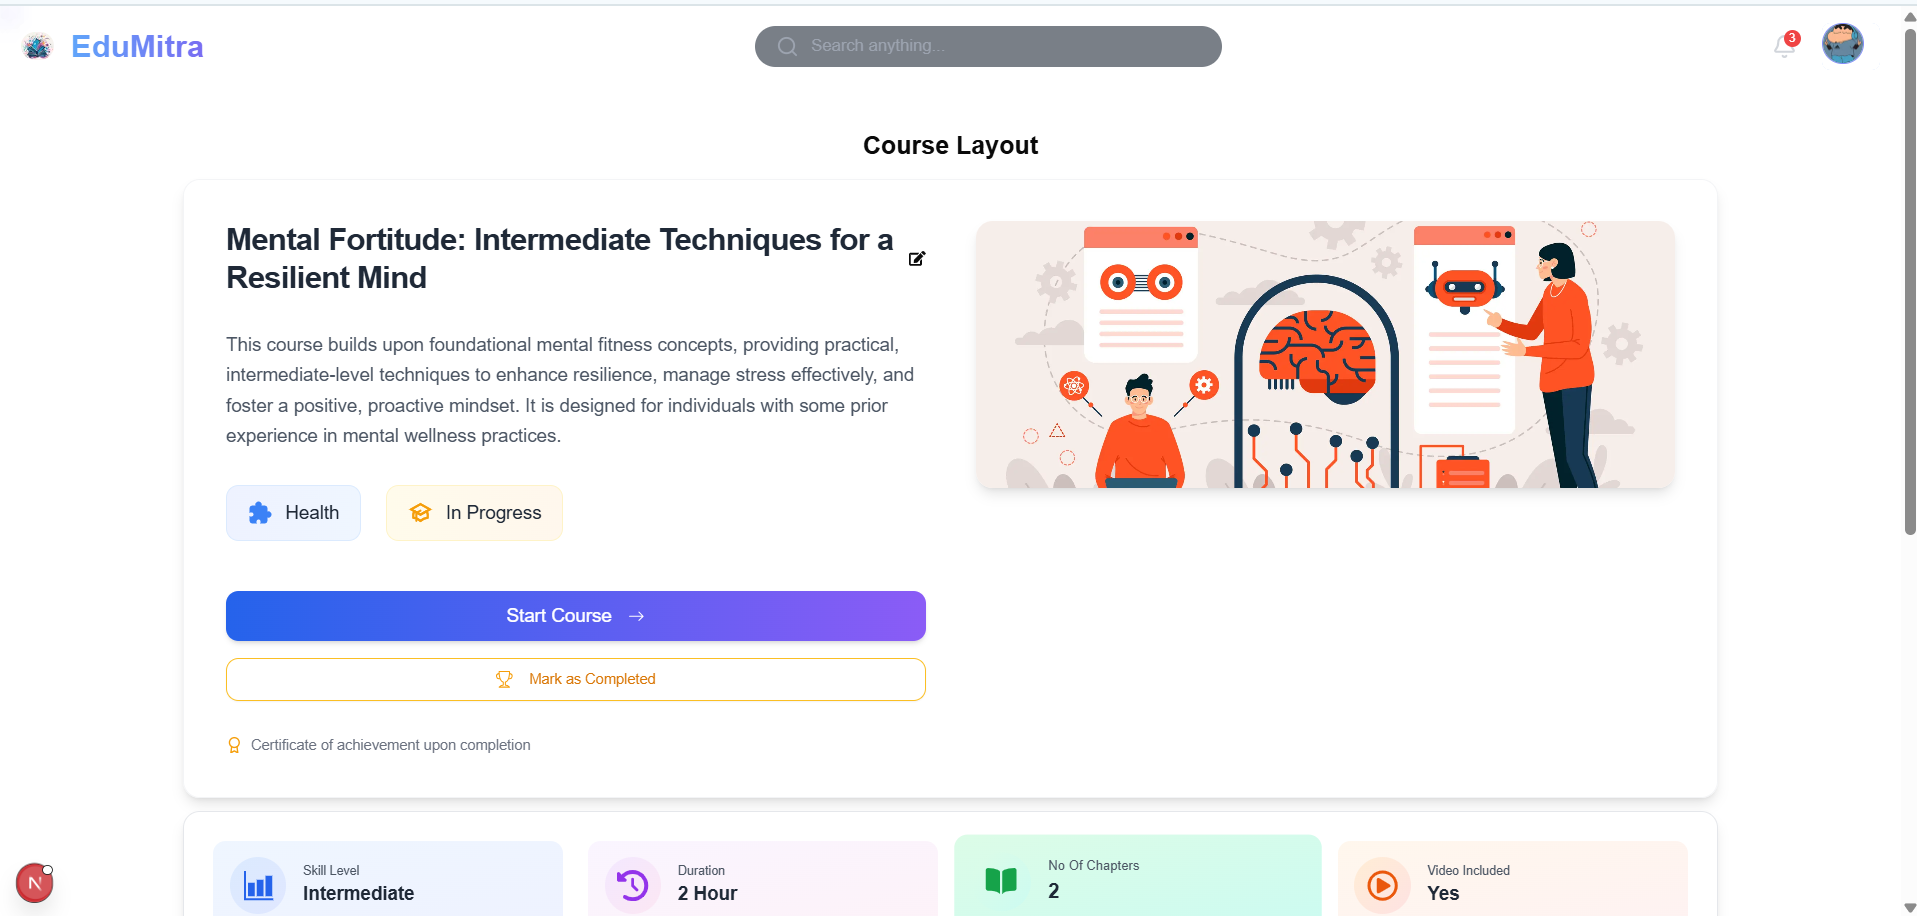 EduMitra
Search anything...
3
Course Layout
Mental Fortitude: Intermediate Techniques for a
Resilient Mind
This course builds upon foundational mental fitness concepts, providing practical,
intermediate-level techniques to enhance resilience, manage stress effectively, and
foster a positive, proactive mindset. It is designed for individuals with some prior
experience in mental wellness practices.
Health
In Progress
Start Course →
Mark as Completed
Certificate of achievement upon completion
Skill Level
Intermediate
Duration
2 Hour
No Of Chapters
2
Video Included
Yes
N